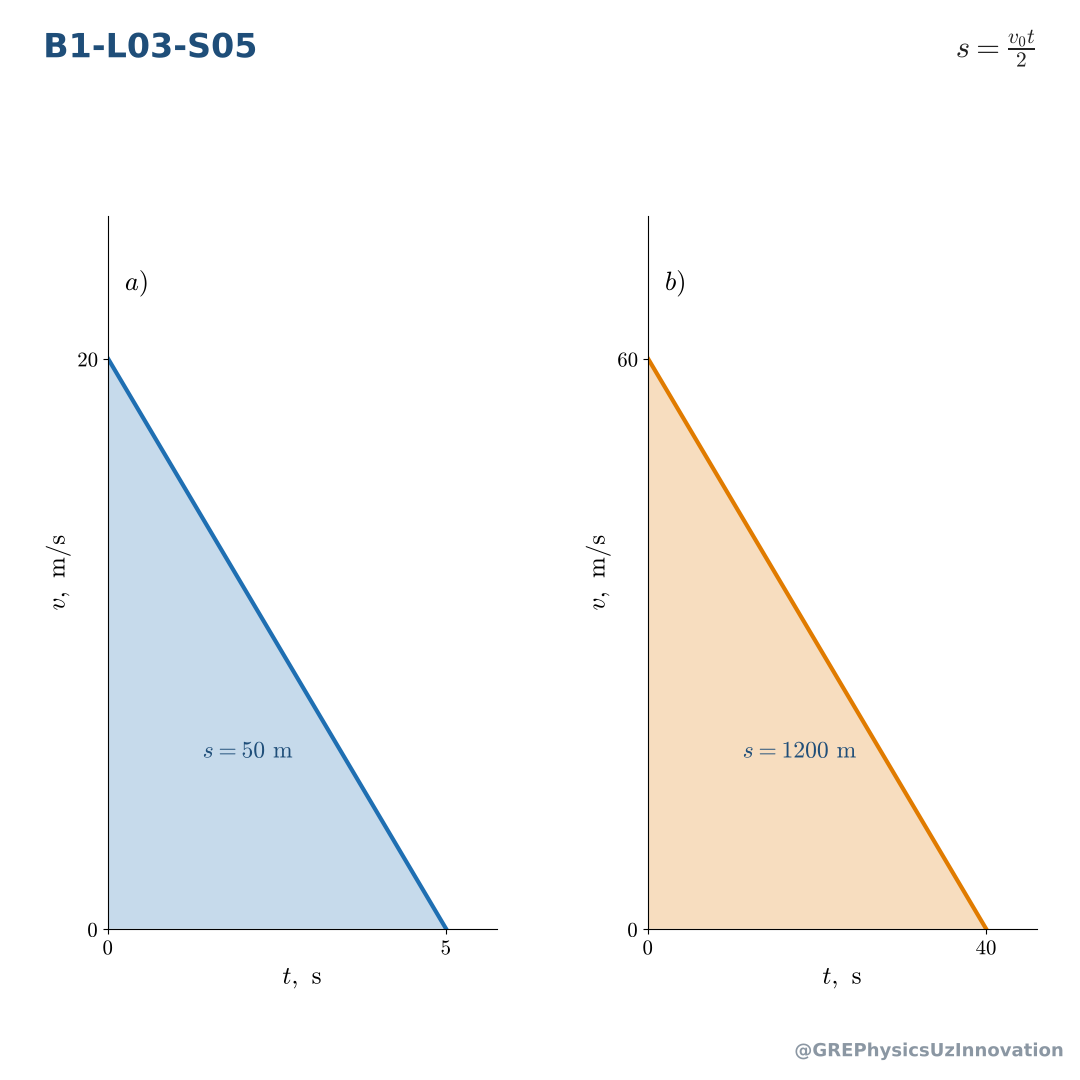 B1-L03-S05
s = v₀t/2
a)
20
v, m/s
s = 50 m
0
0 5
t, s
b)
60
v, m/s
s = 1200 m
0
0 40
t, s
@GREPhysicsUzInnovation